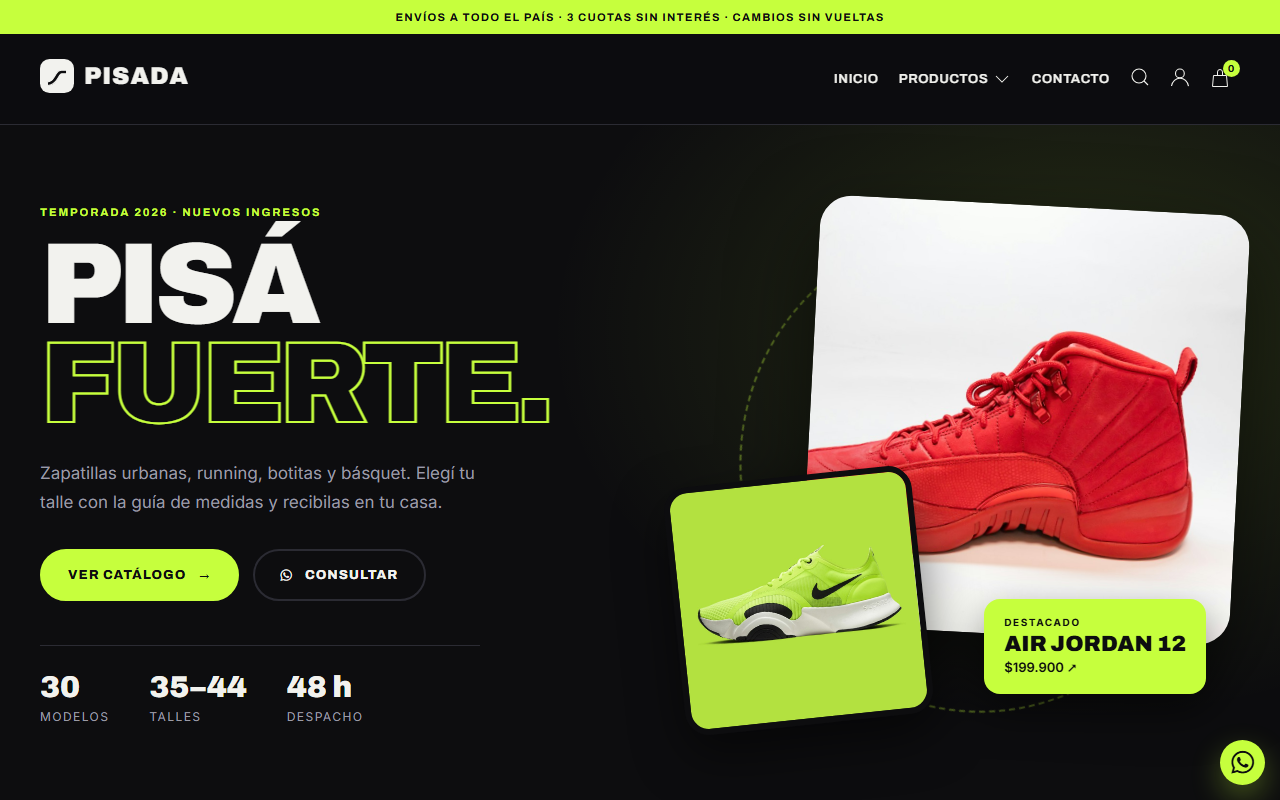 ENVÍOS A TODO EL PAÍS · 3 CUOTAS SIN INTERÉS · CAMBIOS SIN VUELTAS
PISADA
INICIO
PRODUCTOS
CONTACTO
0
TEMPORADA 2026 · NUEVOS INGRESOS
PISÁ
FUERTE.
Zapatillas urbanas, running, botitas y básquet. Elegí tu
talle con la guía de medidas y recibilas en tu casa.
VER CATÁLOGO →
CONSULTAR
DESTACADO
AIR JORDAN 12
$199.900 ↗
30
MODELOS
35–44
TALLES
48 h
DESPACHO